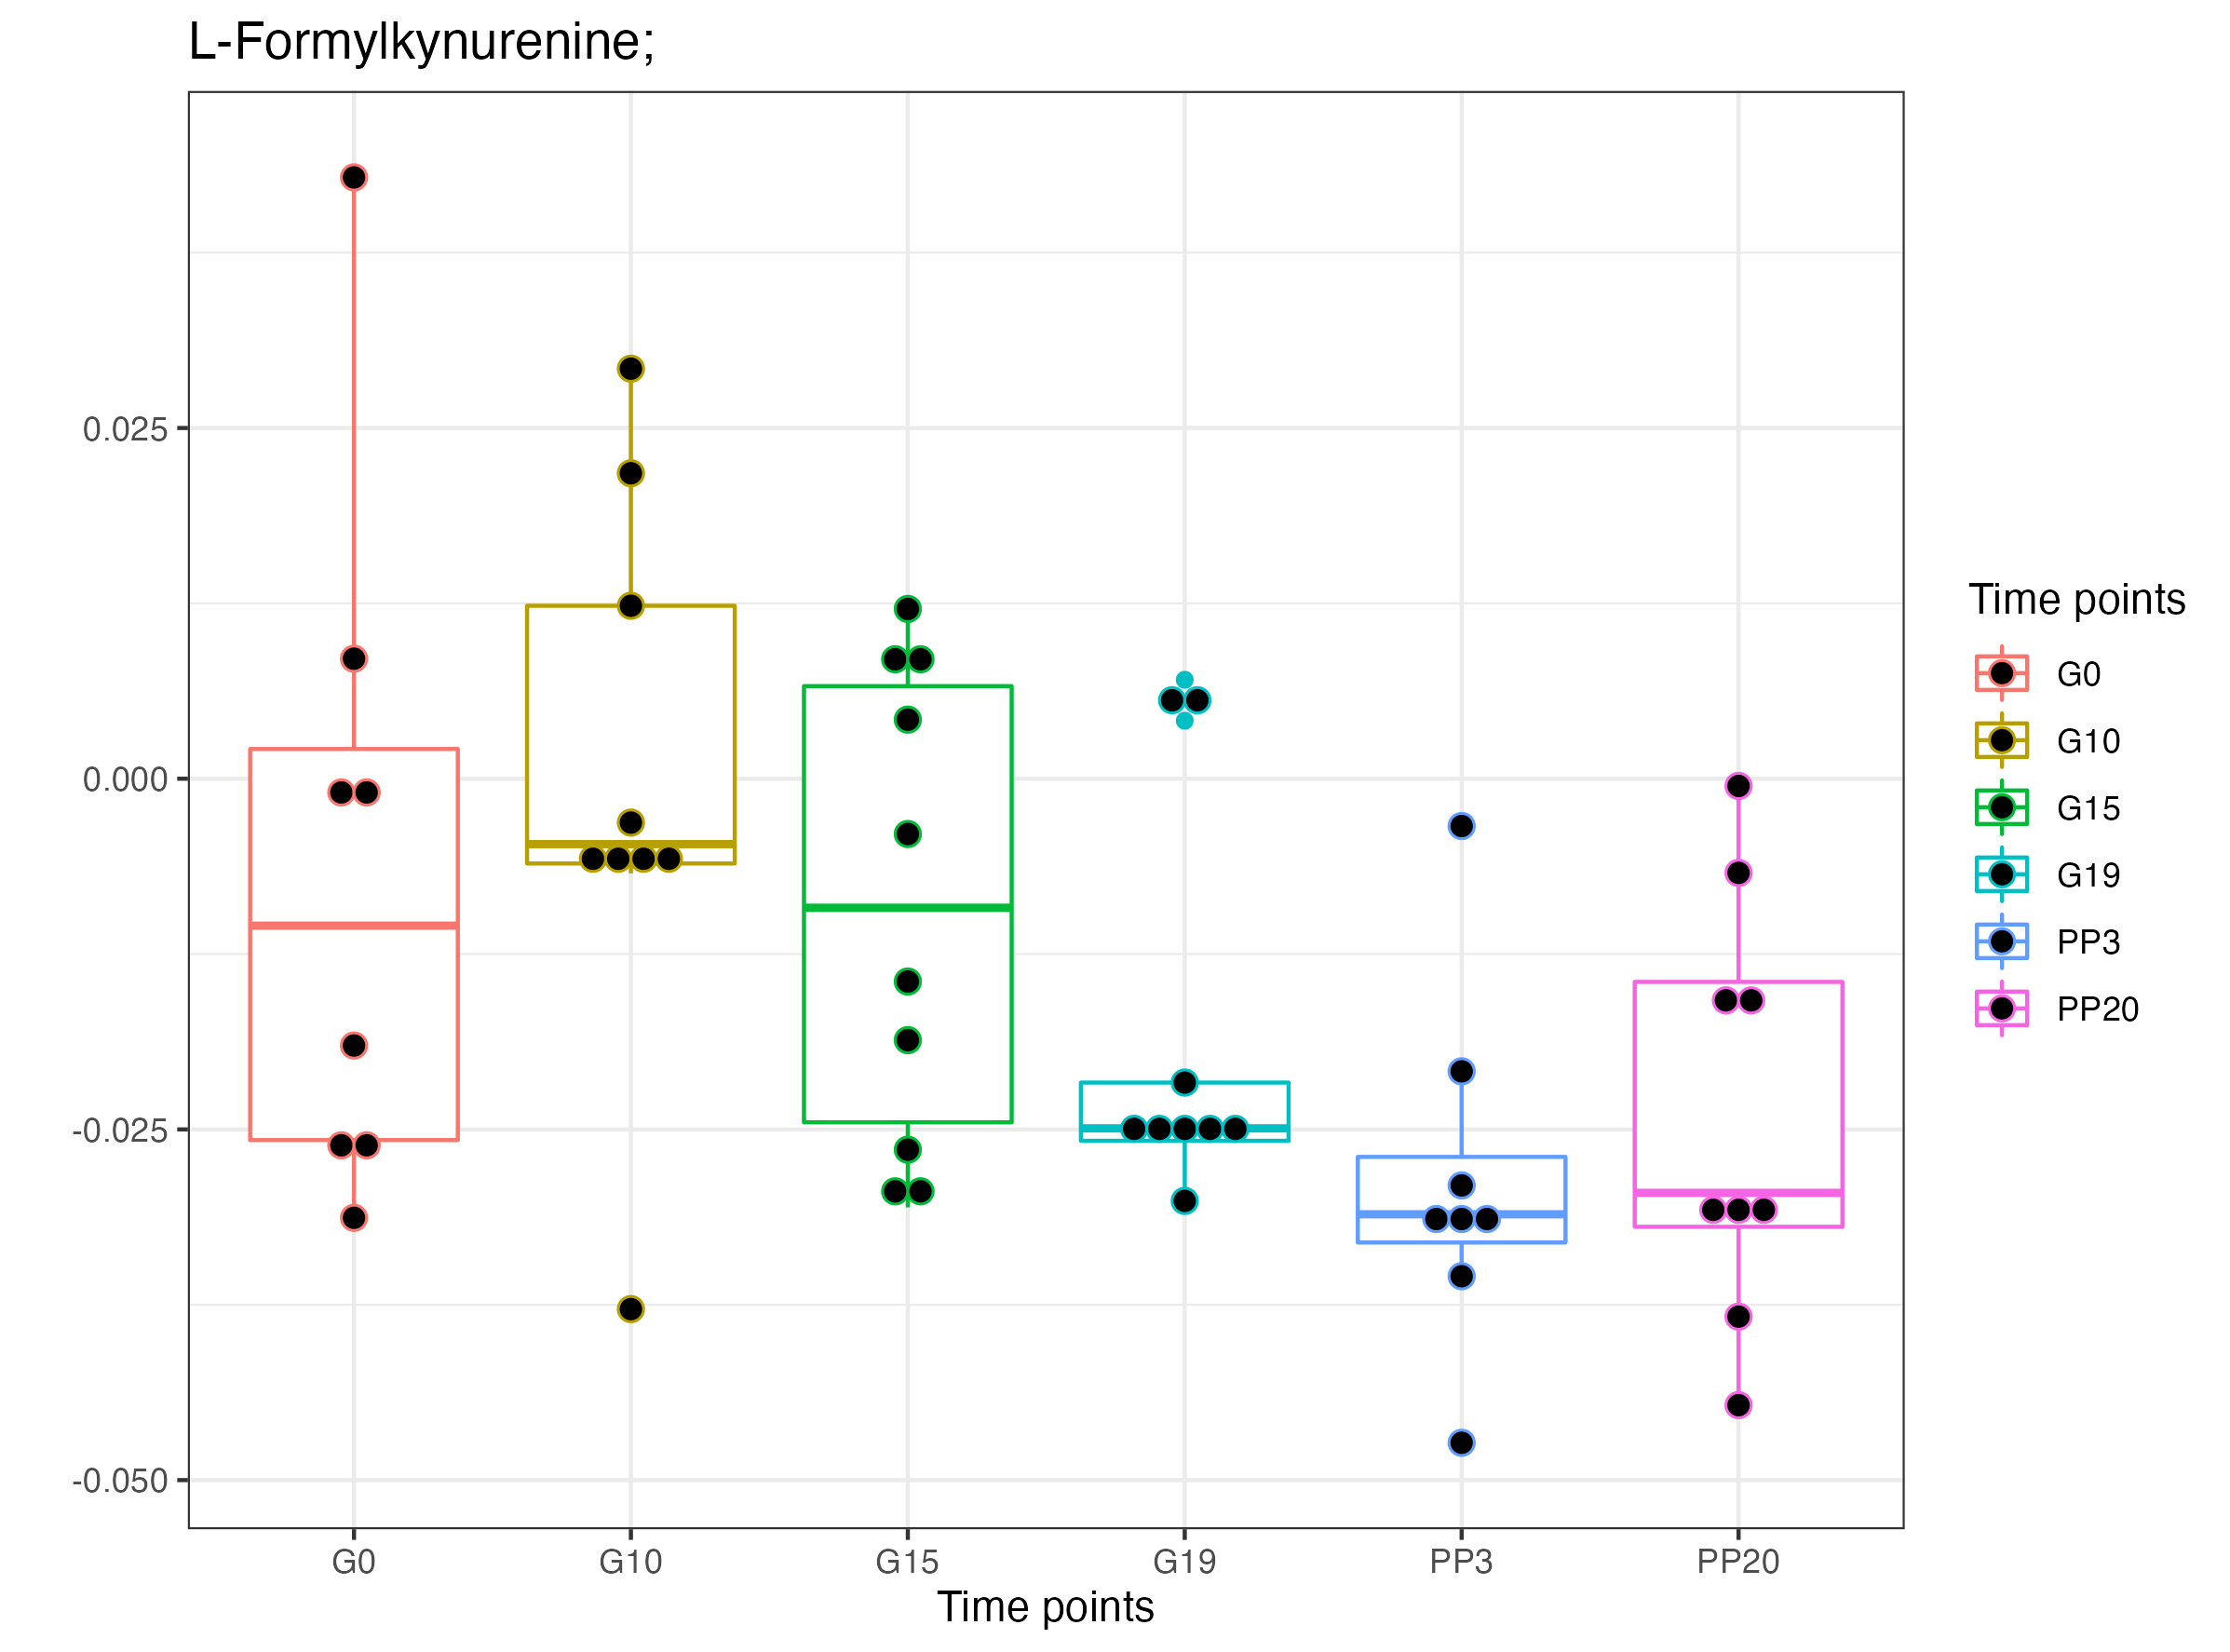 L-Formylkynurenine;
0.025
0.000
-0.025
-0.050
G0 G10 G15 G19 PP3 PP20
Time points
Time points
G0
G10
G15
G19
PP3
PP20